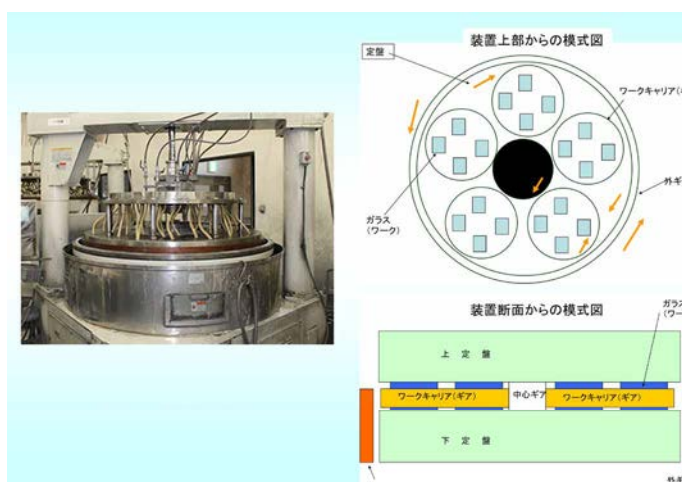 装置上部からの模式図
定盤
ワークキャリア(ギ
外ギ
ガラス
(ワーク)
装置断面からの模式図
ガラス
(ワー
上 定 盤
ワークキャリア(ギア)
中心ギア
ワークキャリア(ギア)
下 定 盤